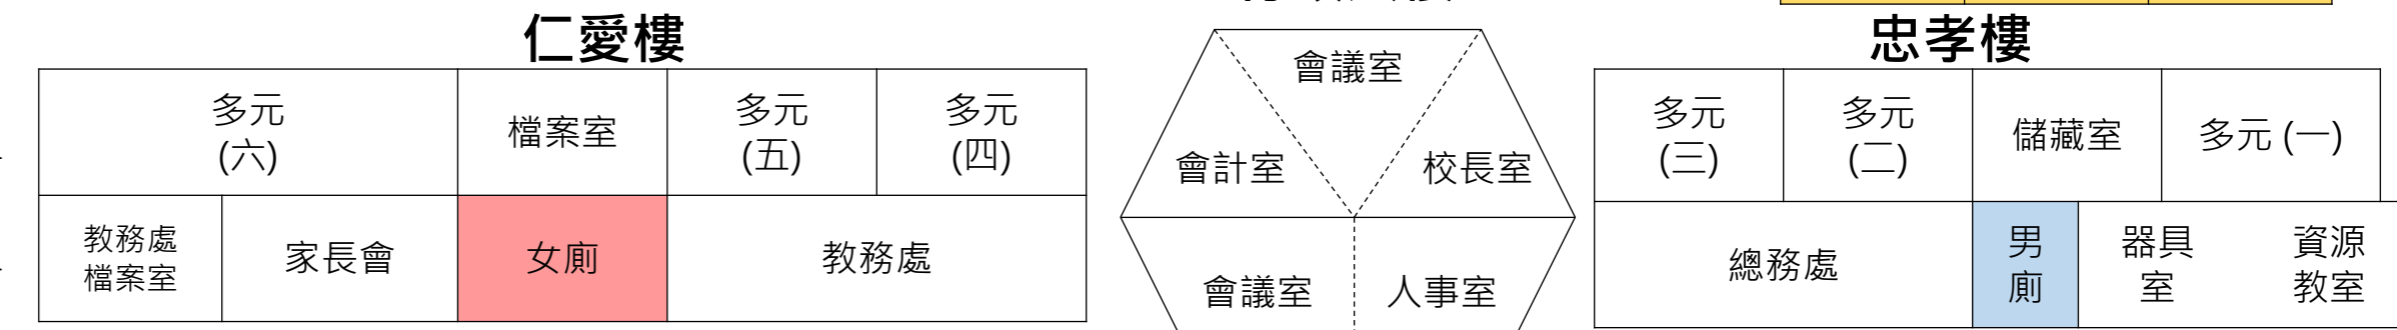 仁愛樓
多元
(六)
檔案室
多元
(五)
多元
(四)
教務處
檔案室
家長會
女廁
教務處
會議室
會計室
校長室
會議室
人事室
忠孝樓
多元
(三)
多元
(二)
儲藏室
多元 (一)
總務處
男
廁
器具
室
資源
教室